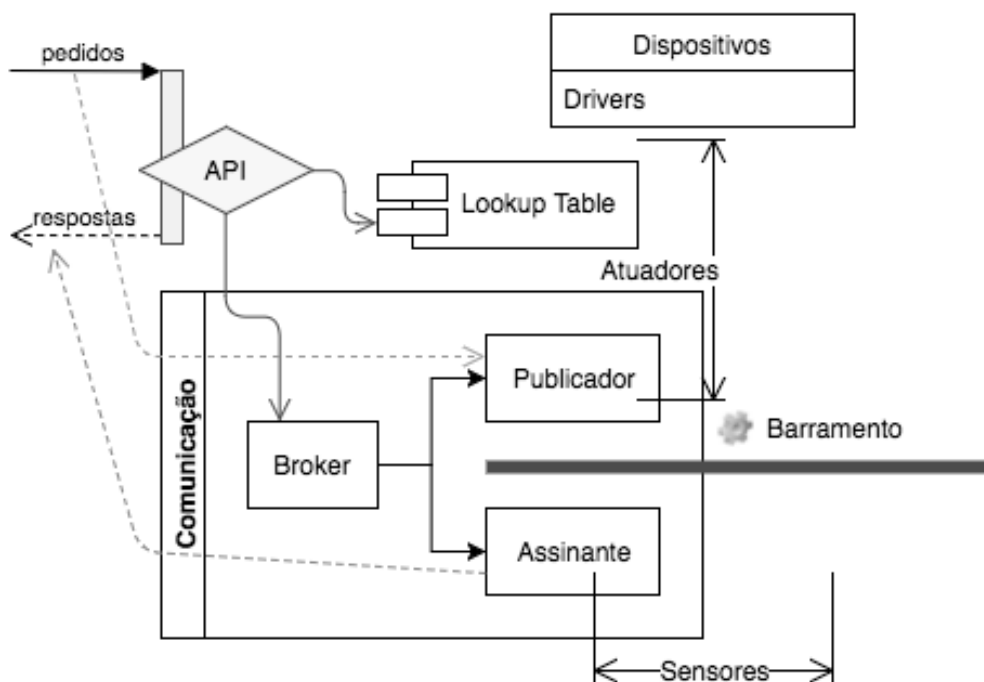 pedidos
Dispositivos
Drivers
API
Lookup Table
respostas
Atuadores
Comunicação
Publicador
Barramento
Broker
Assinante
Sensores